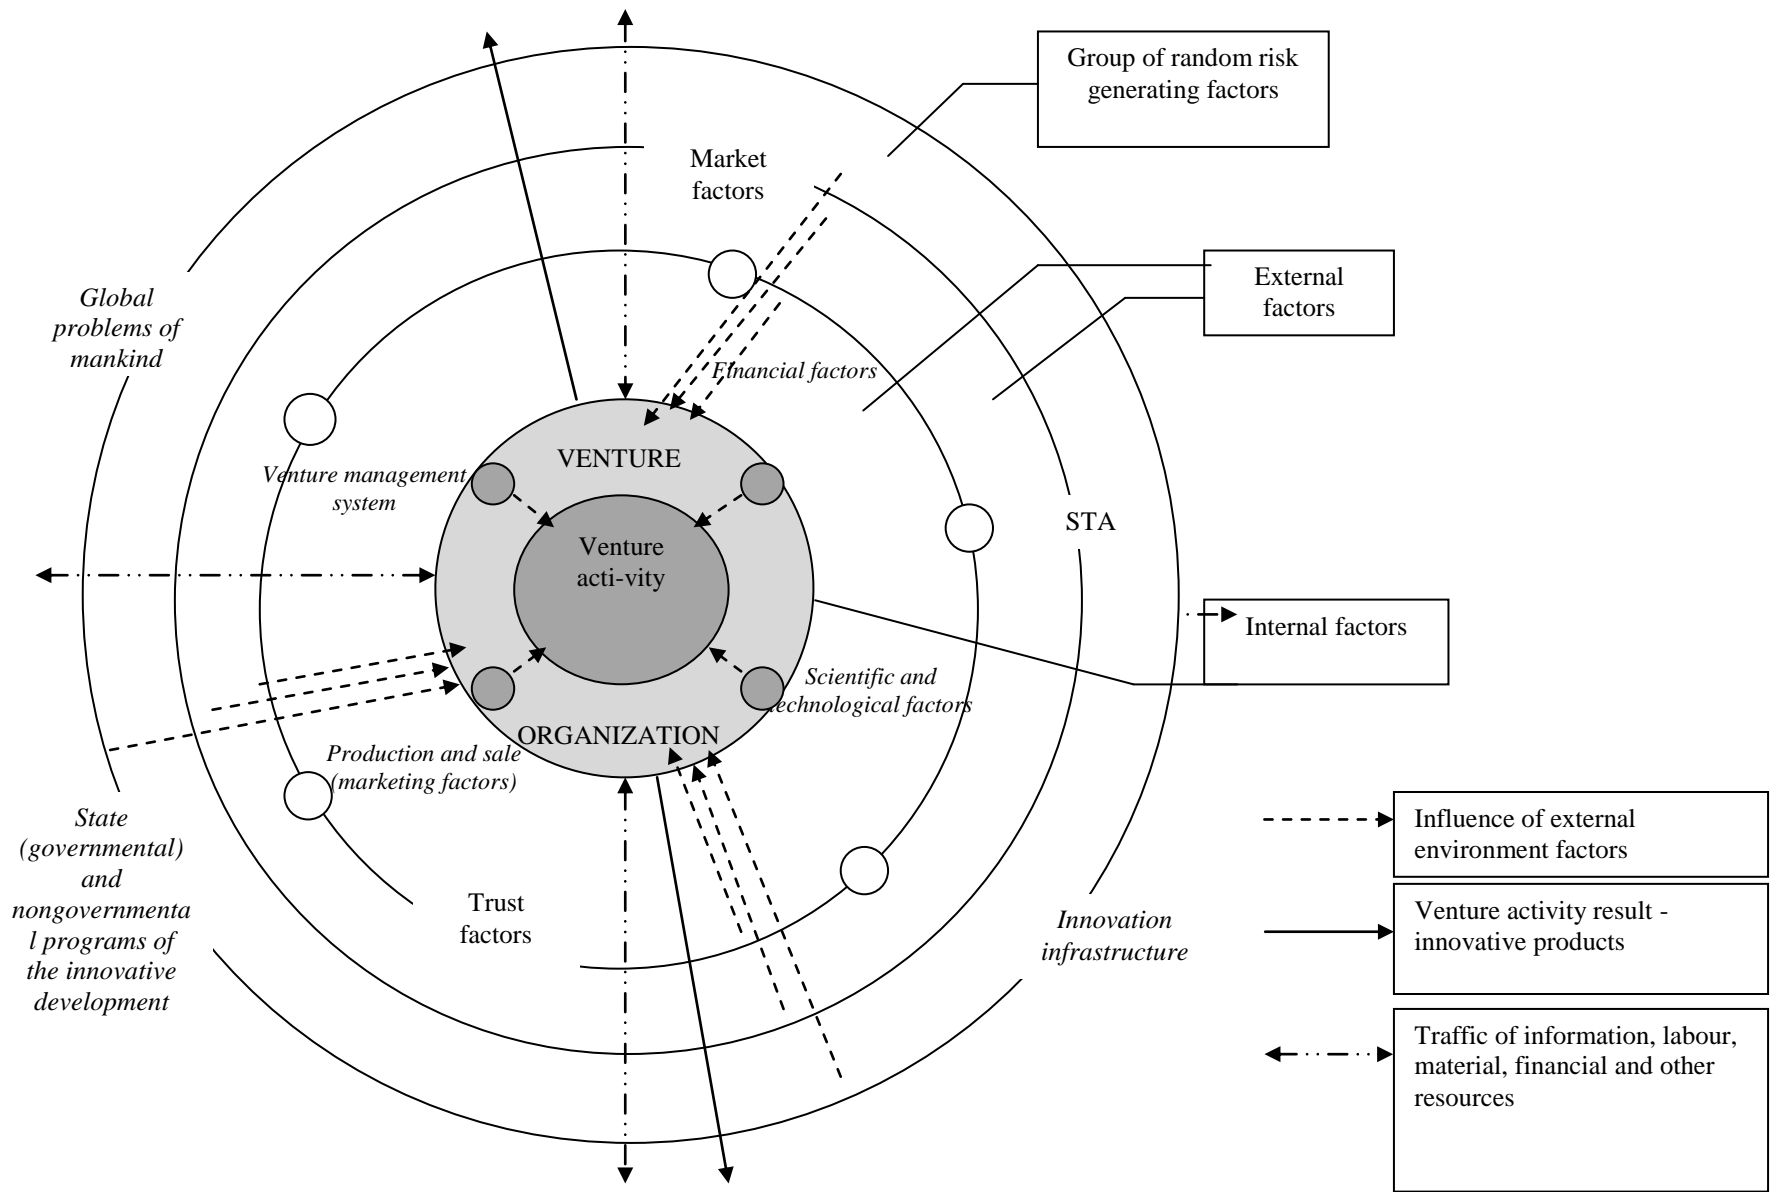 Group of random risk
generating factors
Market
factors
External
factors
Global
problems of
mankind
Financial factors
VENTURE
Venture management
system
STA
Venture
acti-vity
Internal factors
Scientific and
technological factors
ORGANIZATION
Production and sale
(marketing factors)
State
(governmental)
and
nongovernmenta
l programs of
the innovative
development
Trust
factors
Innovation
infrastructure
Influence of external
environment factors
Venture activity result -
innovative products
Traffic of information, labour,
material, financial and other
resources